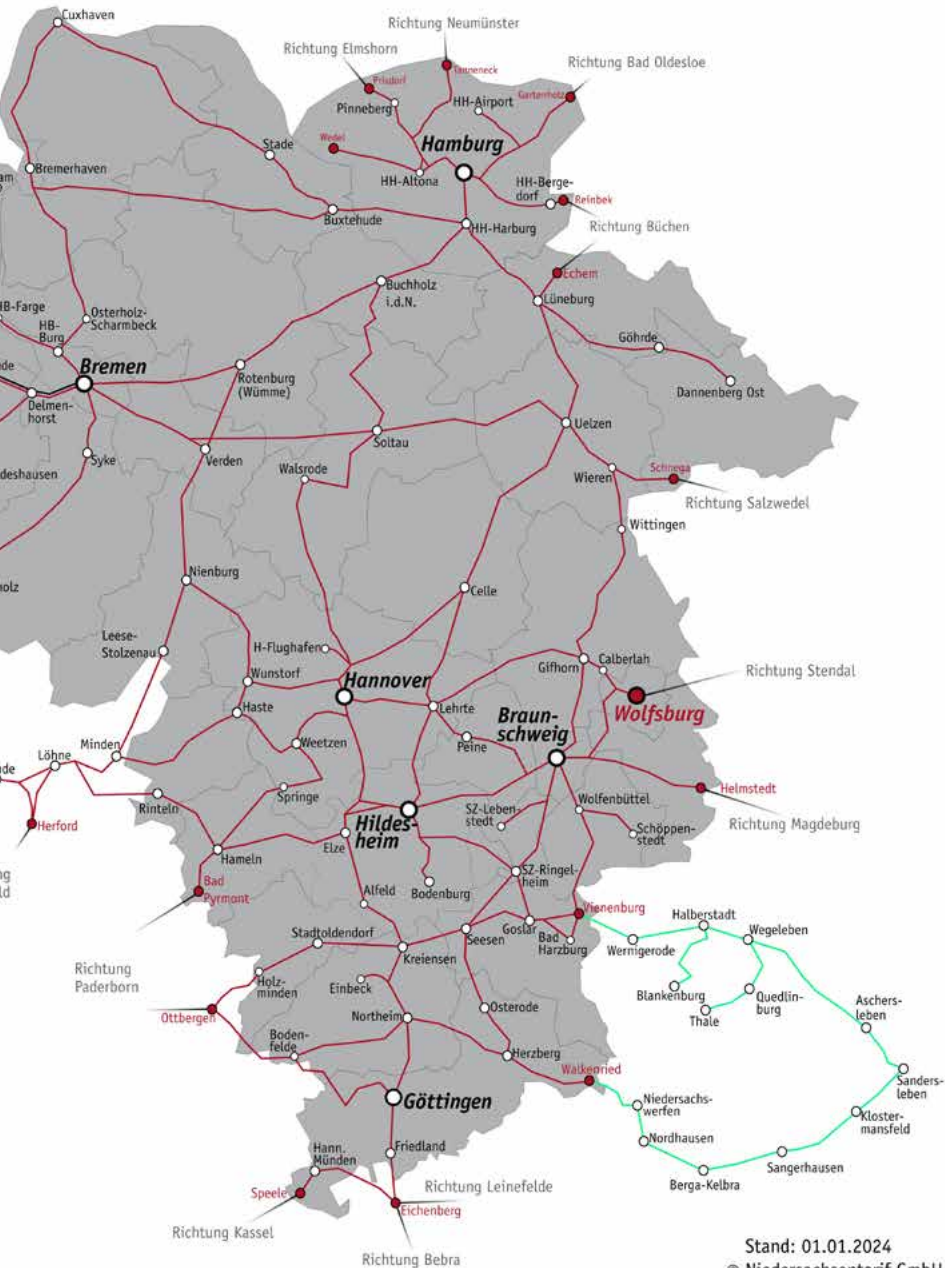 Cuxhaven
Richtung Neumünster
Richtung Elmshorn
Richtung Bad Oldesloe
Prisdorf
Tanneneck
Gartenholz
Pinneberg
HH-Airport
Hamburg
Wedel
Stade
HH-Altona
Bremerhaven
HH-Berge-
dorf
Reinbek
Buxtehude
HH-Harburg
Richtung Büchen
Echem
Buchholz
i.d.N.
Lüneburg
HB-Farge
Osterholz-
Scharmbeck
HB-
Burg
Göhrde
Bremen
Rotenburg
(Wümme)
Dannenberg Ost
Delmen-
horst
Uelzen
Soltau
Syke
Verden
Walsrode
Wieren
Schnega
Richtung Salzwedel
Wittingen
Nienburg
Celle
Leese-
Stolzenau
H-Flughafen
Gifhorn
Calberlah
Wunstorf
Hannover
Richtung Stendal
Haste
Lehrte
Wolfsburg
Braun-
schweig
Minden
Löhne
Weetzen
Peine
Springe
Helmstedt
Rinteln
SZ-Leben-
stedt
Wolfenbüttel
Richtung Magdeburg
Herford
Hildes-
heim
Schöppen-
stedt
Hameln
Elze
SZ-Ringel-
heim
Bad
Pyrmont
Alfeld
Bodenburg
Vienenburg
Halberstadt
Wegeleben
Stadtoldendorf
Seesen
Goslar
Bad
Harzburg
Wernigerode
Kreiensen
Richtung
Paderborn
Holz-
minden
Einbeck
Blankenburg
Quedlin-
burg
Thale
Aschers-
leben
Ottbergen
Northeim
Osterode
Boden-
felde
Herzberg
Walkenried
Sanders-
leben
Göttingen
Niedersachs-
werfen
Kloster-
mansfeld
Nordhausen
Hann.
Münden
Friedland
Sangerhausen
Berga-Kelbra
Speele
Richtung Leinefelde
Eichenberg
Richtung Kassel
Richtung Bebra
Stand: 01.01.2024
© Niedersachsentarif GmbH